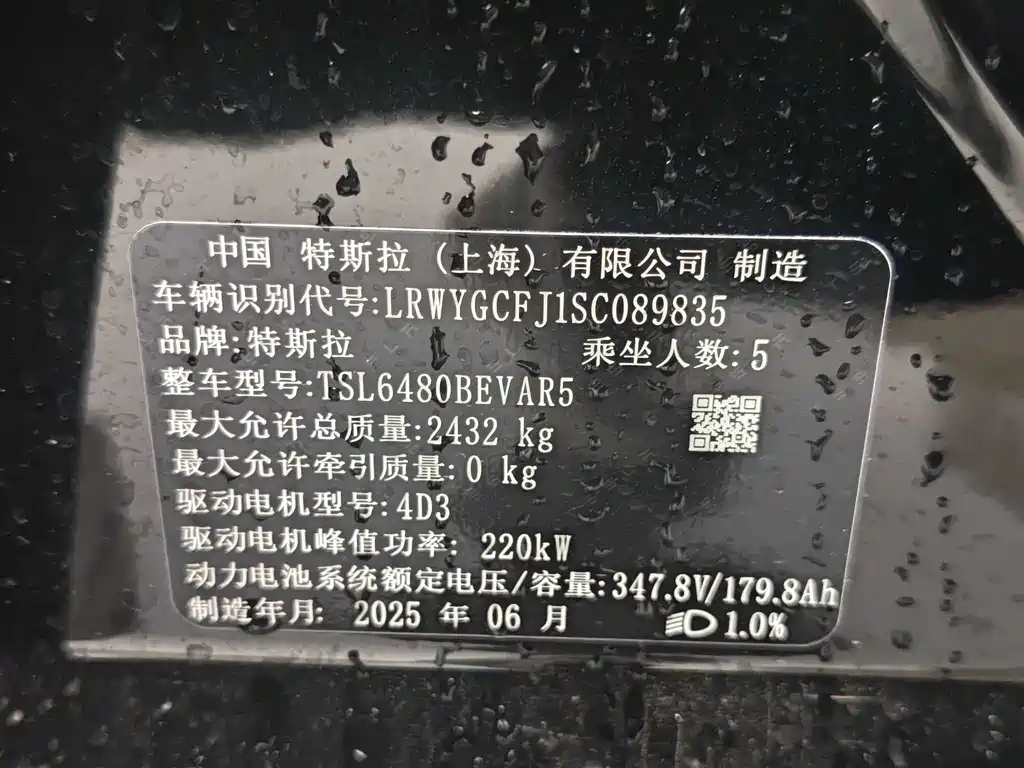 中国 特斯拉（上海）有限公司 制造
车辆识别代号:LRWYGCFJ1SC089835
品牌:特斯拉 乘坐人数:5
整车型号:TSL6480BEVAR5
最大允许总质量:2432 kg
最大允许牵引质量:0 kg
驱动电机型号:4D3
驱动电机峰值功率: 220kW
动力电池系统额定电压/容量:347.8V/179.8Ah
制造年月: 2025 年 06 月 1.0%